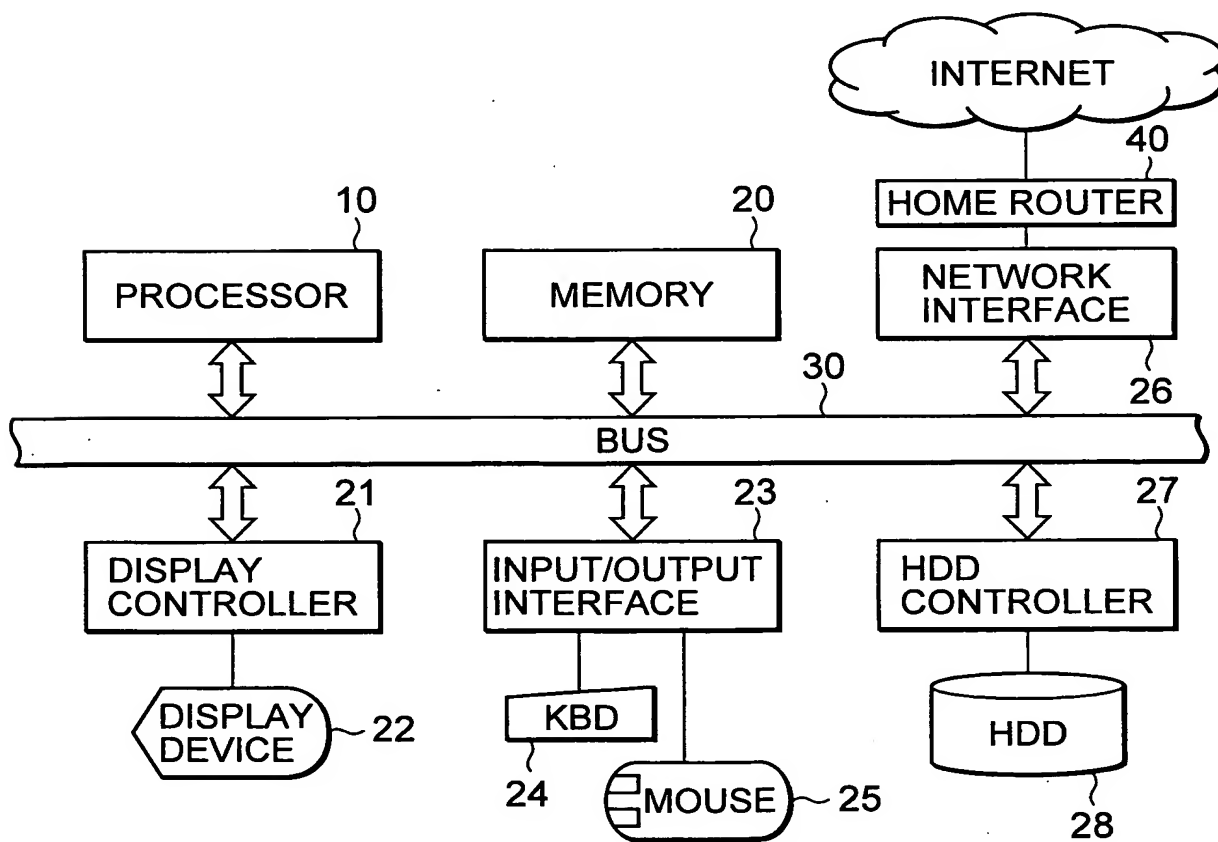 INTERNET
40
HOME ROUTER
10
PROCESSOR
20
MEMORY
NETWORK
INTERFACE
26
30
BUS
21
DISPLAY
CONTROLLER
23
INPUT/OUTPUT
INTERFACE
27
HDD
CONTROLLER
DISPLAY
DEVICE
22
KBD
24
MOUSE
25
HDD
28